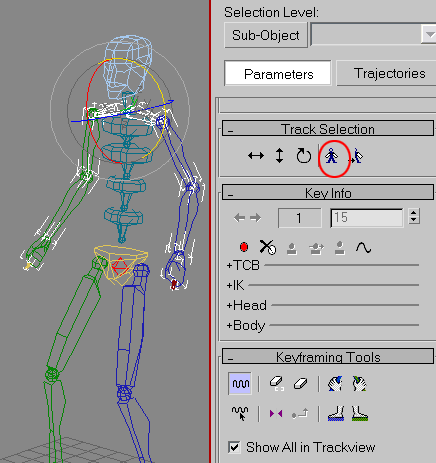 Selection Level:
Sub-Object
Parameters
Trajectories
- Track Selection
- Key Info
1
15
+TCB
+IK
+Head
+Body
- Keyframing Tools
Show All in Trackview